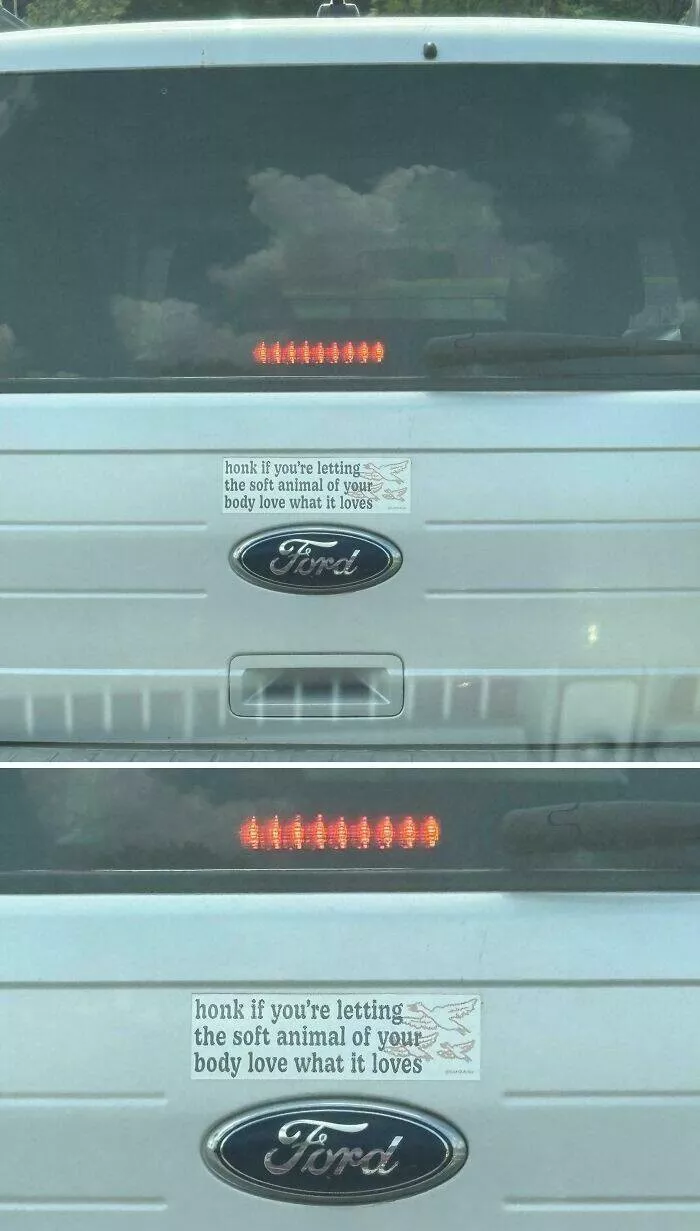 honk if you're letting
the soft animal of your
body love what it loves
Ford
honk if you're letting
the soft animal of your
body love what it loves
Ford